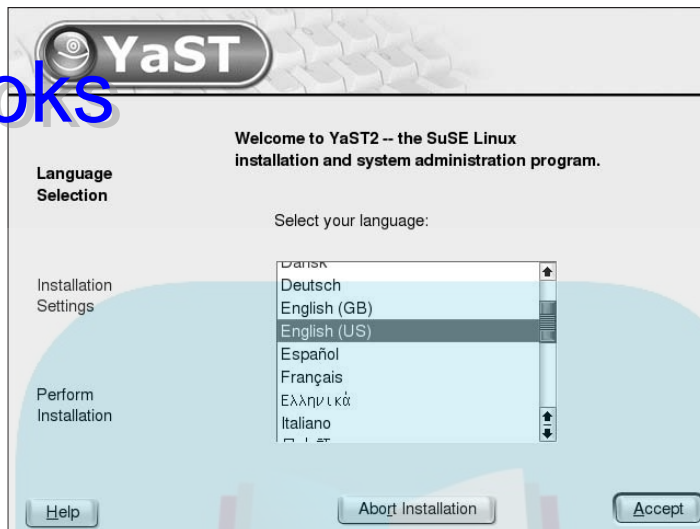 YaST
oks
Welcome to YaST2 -- the SuSE Linux
installation and system administration program.
Language
Selection
Select your language:
Dansk
Deutsch
English (GB)
English (US)
Español
Français
Ελληνικά
Italiano
Installation
Settings
Perform
Installation
Help
Abort Installation
Accept